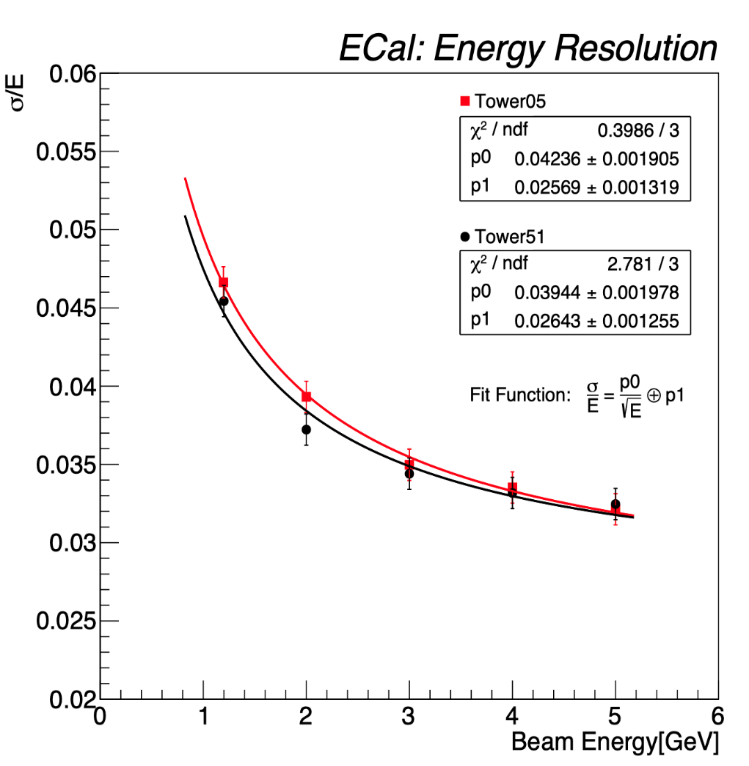 ECal: Energy Resolution
σ/E
0.06
0.055
0.05
0.045
0.04
0.035
0.03
0.025
0.02
Tower05
χ² / ndf 0.3986 / 3
p0 0.04236 ± 0.001905
p1 0.02569 ± 0.001319
Tower51
χ² / ndf 2.781 / 3
p0 0.03944 ± 0.001978
p1 0.02643 ± 0.001255
Fit Function: σ/E = p0/√E ⊕ p1
0 1 2 3 4 5 6
Beam Energy[GeV]